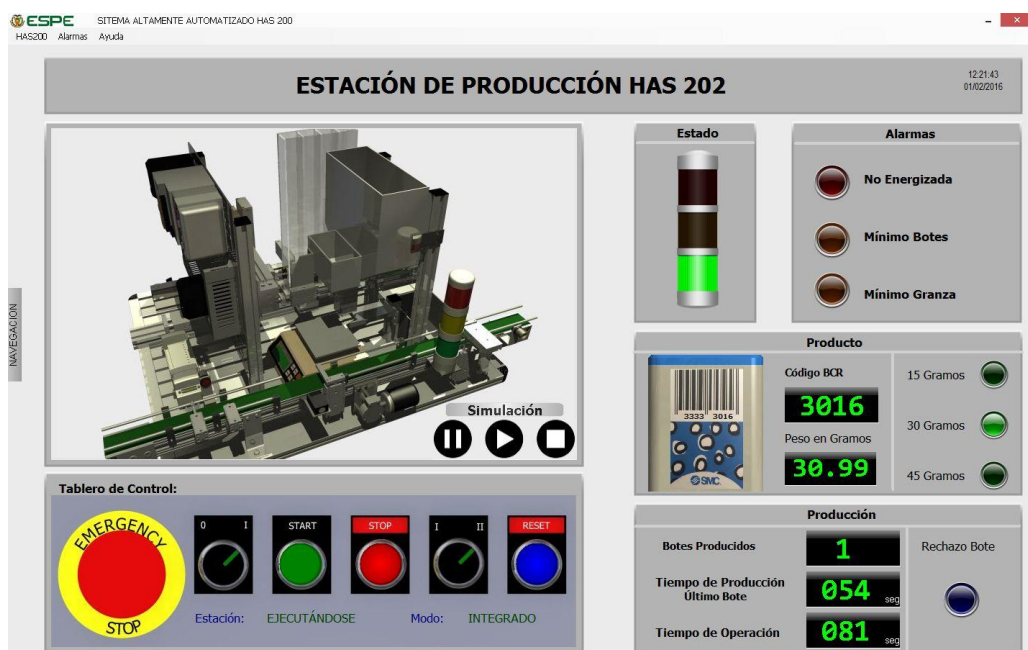 ESPE SITEMA ALTAMENTE AUTOMATIZADO HAS 200
HAS200 Alarmas Ayuda
ESTACIÓN DE PRODUCCIÓN HAS 202
12:21:43
01/02/2016
NAVEGACION
Simulación
Estado
Alarmas
No Energizada
Mínimo Botes
Mínimo Granza
Producto
3333 3016
SMC
Código BCR
3016
Peso en Gramos
30.99
15 Gramos
30 Gramos
45 Gramos
Tablero de Control:
EMERGENCY
STOP
0 I
START
STOP
I II
RESET
Estación: EJECUTÁNDOSE Modo: INTEGRADO
Producción
Botes Producidos 1
Tiempo de Producción
Último Bote 054 seg
Tiempo de Operación 081 seg
Rechazo Bote